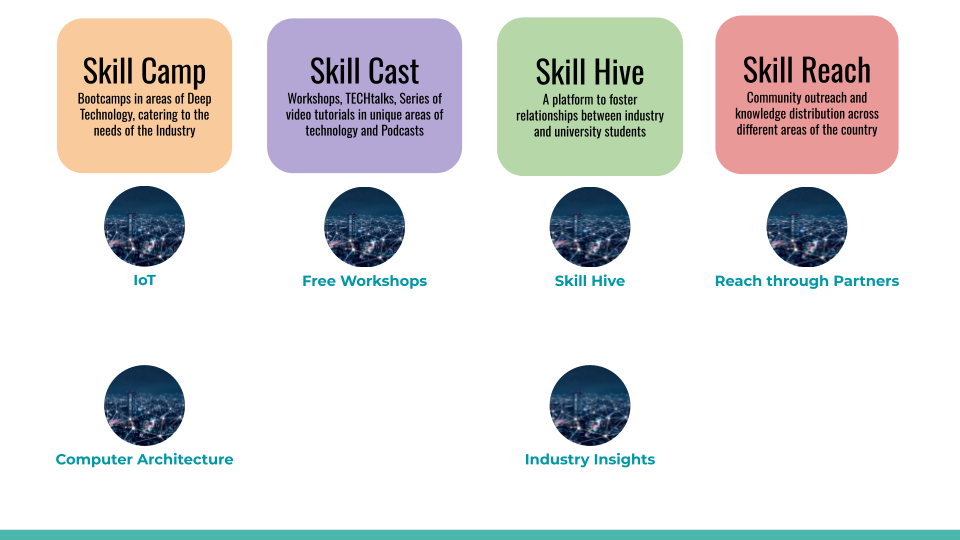 Skill Camp
Bootcamps in areas of Deep
Technology, catering to the
needs of the Industry
Skill Cast
Workshops, TECHtalks, Series of
video tutorials in unique areas of
technology and Podcasts
Skill Hive
A platform to foster
relationships between industry
and university students
Skill Reach
Community outreach and
knowledge distribution across
different areas of the country
IoT
Free Workshops
Skill Hive
Reach through Partners
Computer Architecture
Industry Insights